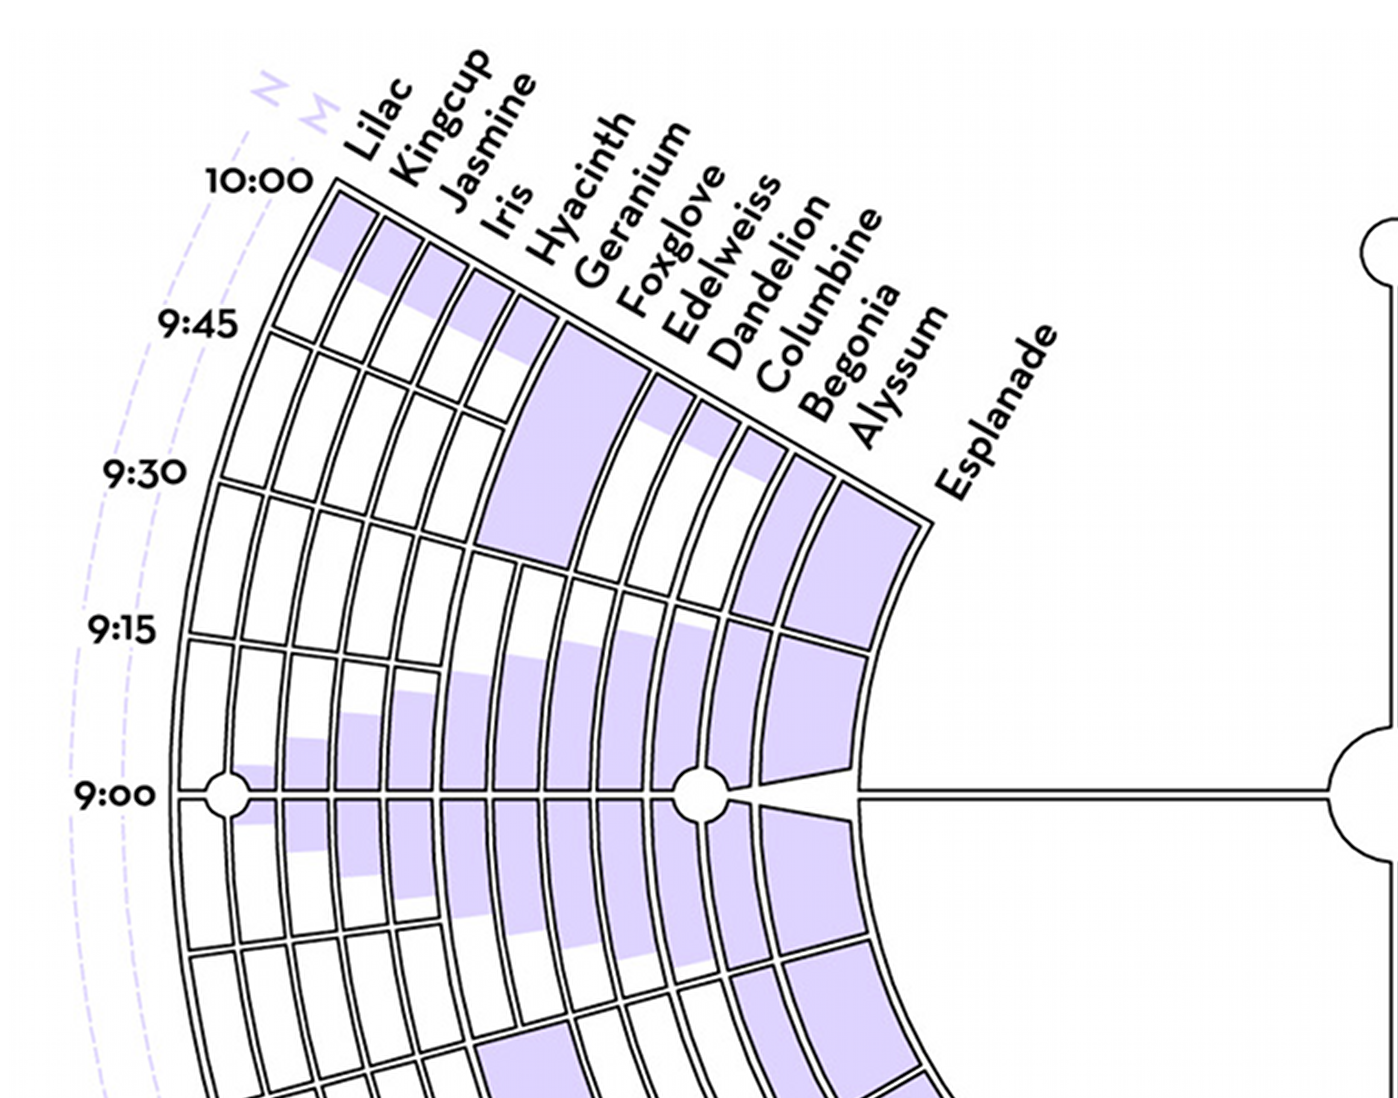 N
M
Lilac
Kingcup
Jasmine
Iris
Hyacinth
Geranium
Foxglove
Edelweiss
Dandelion
Columbine
Begonia
Alyssum
Esplanade
10:00
9:45
9:30
9:15
9:00